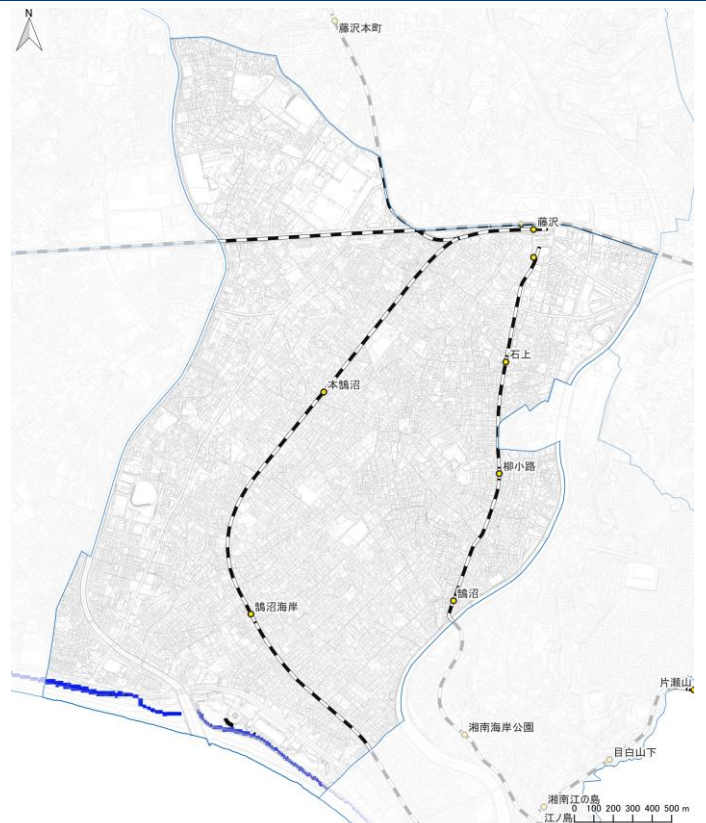 N
藤沢本町
藤沢
石上
本鵠沼
柳小路
鵠沼
鵠沼海岸
片瀬山
湘南海岸公園
目白山下
湘南江の島
0 100 200 300 400 500 m
江ノ島